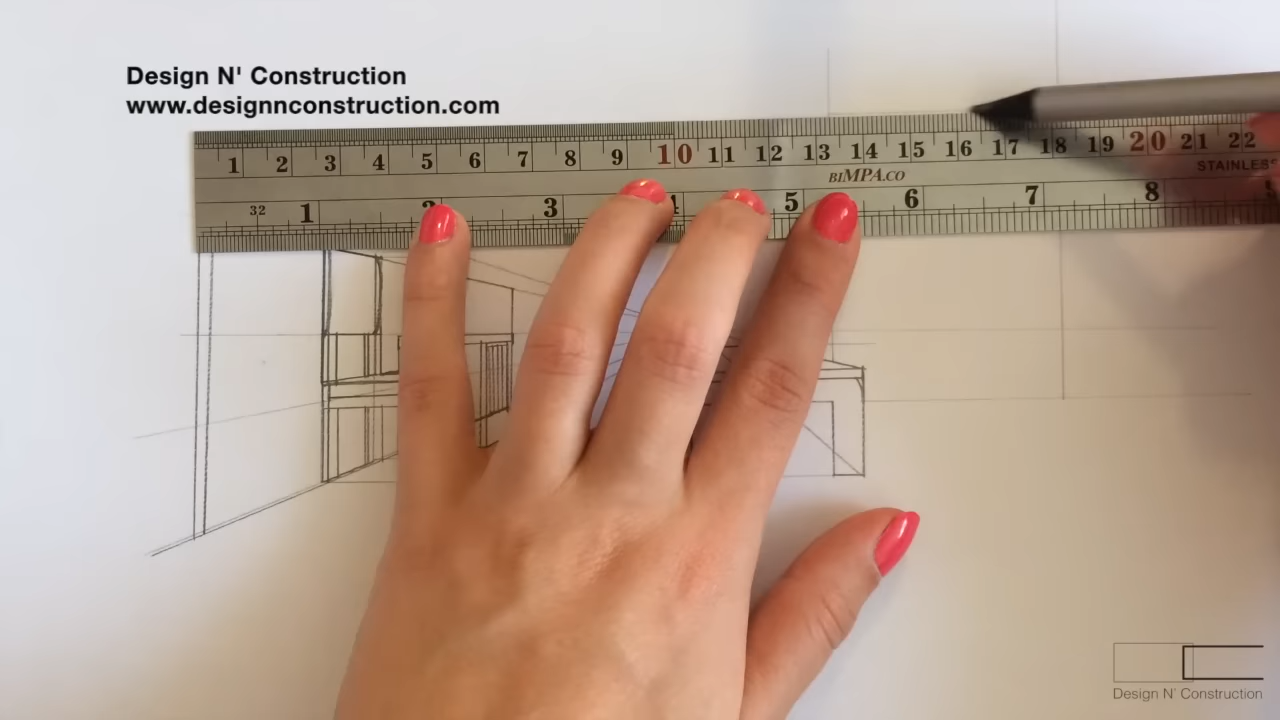 Design N' Construction
www.designnconstruction.com
1 2 3 4 5 6 7 8 9 10 11 12 13 14 15 16 17 18 19 20 21 22
BIMPA.CO
STAINLESS
32 1 2 3 4 5 6 7 8
Design N' Construction